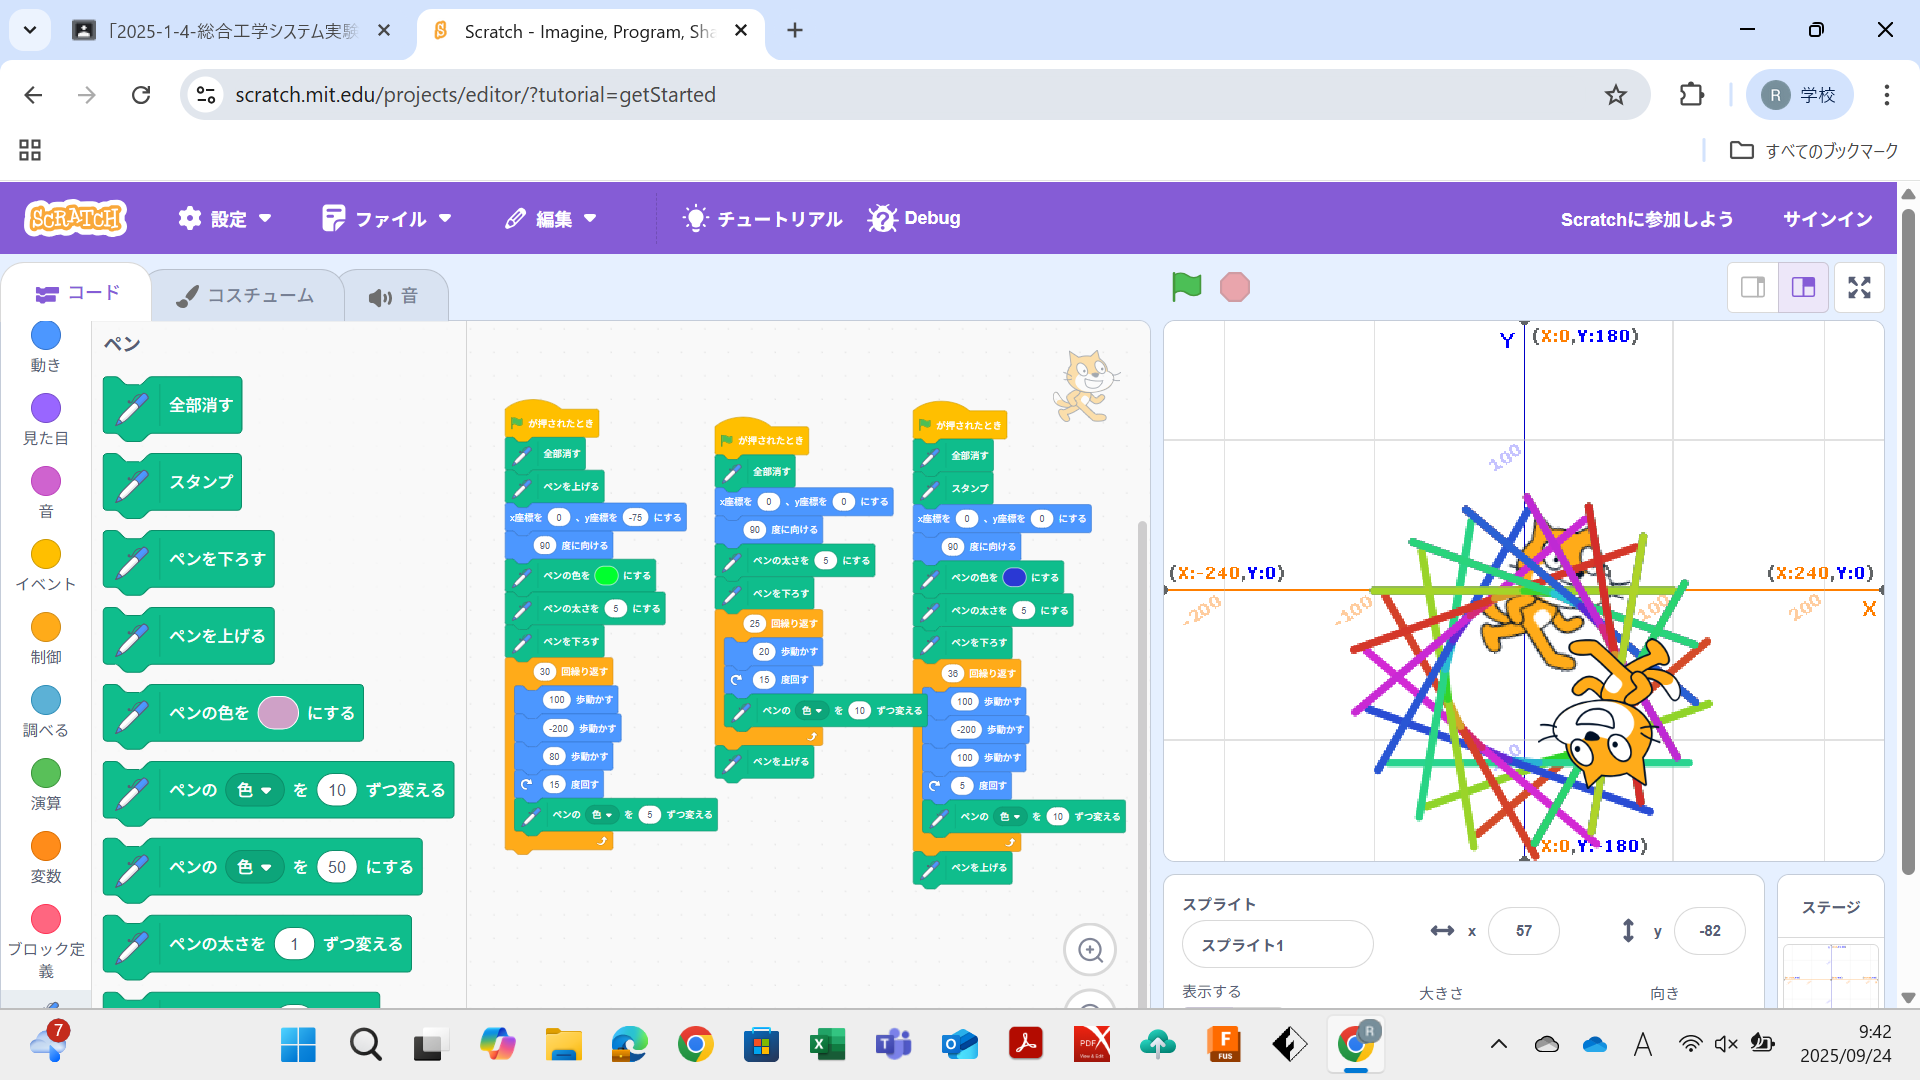 「2025-1-4-総合工学システム実験
Scratch - Imagine, Program, Sha
scratch.mit.edu/projects/editor/?tutorial=getStarted
R 学校
すべてのブックマーク
SCRATCH
設定
ファイル
編集
チュートリアル
Debug
Scratchに参加しよう
サインイン
コード
コスチューム
音
動き
見た目
音
イベント
制御
調べる
演算
変数
ブロック定
義
ペン
全部消す
スタンプ
ペンを下ろす
ペンを上げる
ペンの色を にする
ペンの 色 を 10 ずつ変える
ペンの 色 を 50 にする
ペンの太さを 1 ずつ変える
が押されたとき
全部消す
ペンを上げる
x座標を 0 、y座標を -75 にする
90 度に向ける
ペンの色を にする
ペンの太さを 5 にする
ペンを下ろす
30 回繰り返す
100 歩動かす
-200 歩動かす
80 歩動かす
15 度回す
ペンの 色 を 5 ずつ変える
が押されたとき
全部消す
x座標を 0 、y座標を 0 にする
90 度に向ける
ペンの太さを 5 にする
ペンを下ろす
25 回繰り返す
20 歩動かす
15 度回す
ペンの 色 を 10 ずつ変える
ペンを上げる
が押されたとき
全部消す
スタンプ
x座標を 0 、y座標を 0 にする
90 度に向ける
ペンの色を にする
ペンの太さを 5 にする
ペンを下ろす
36 回繰り返す
100 歩動かす
-200 歩動かす
100 歩動かす
5 度回す
ペンの 色 を 10 ずつ変える
ペンを上げる
Y (X:0,Y:180)
100
(X:-240,Y:0)
(X:240,Y:0)
-200
-100
100
200
X
(X:0,Y:-180)
スプライト
スプライト1
x 57
y -82
表示する
大きさ
向き
ステージ
7
PDF
View & Edit
F
FUS
R
A
9:42
2025/09/24